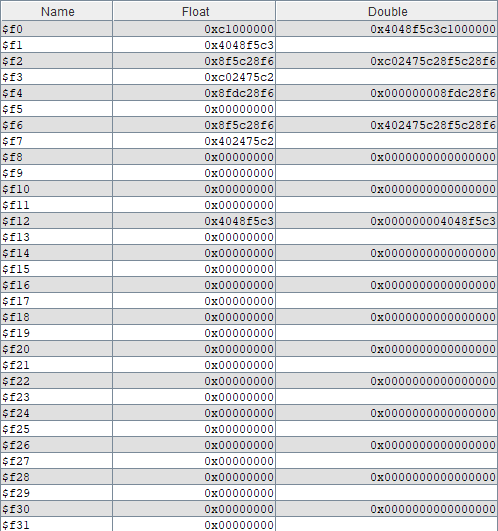 Name Float Double
$f0 0xc1000000 0x4048f5c3c1000000
$f1 0x4048f5c3
$f2 0x8f5c28f6 0xc02475c28f5c28f6
$f3 0xc02475c2
$f4 0x8fdc28f6 0x000000008fdc28f6
$f5 0x00000000
$f6 0x8f5c28f6 0x402475c28f5c28f6
$f7 0x402475c2
$f8 0x00000000 0x0000000000000000
$f9 0x00000000
$f10 0x00000000 0x0000000000000000
$f11 0x00000000
$f12 0x4048f5c3 0x000000004048f5c3
$f13 0x00000000
$f14 0x00000000 0x0000000000000000
$f15 0x00000000
$f16 0x00000000 0x0000000000000000
$f17 0x00000000
$f18 0x00000000 0x0000000000000000
$f19 0x00000000
$f20 0x00000000 0x0000000000000000
$f21 0x00000000
$f22 0x00000000 0x0000000000000000
$f23 0x00000000
$f24 0x00000000 0x0000000000000000
$f25 0x00000000
$f26 0x00000000 0x0000000000000000
$f27 0x00000000
$f28 0x00000000 0x0000000000000000
$f29 0x00000000
$f30 0x00000000 0x0000000000000000
$f31 0x00000000